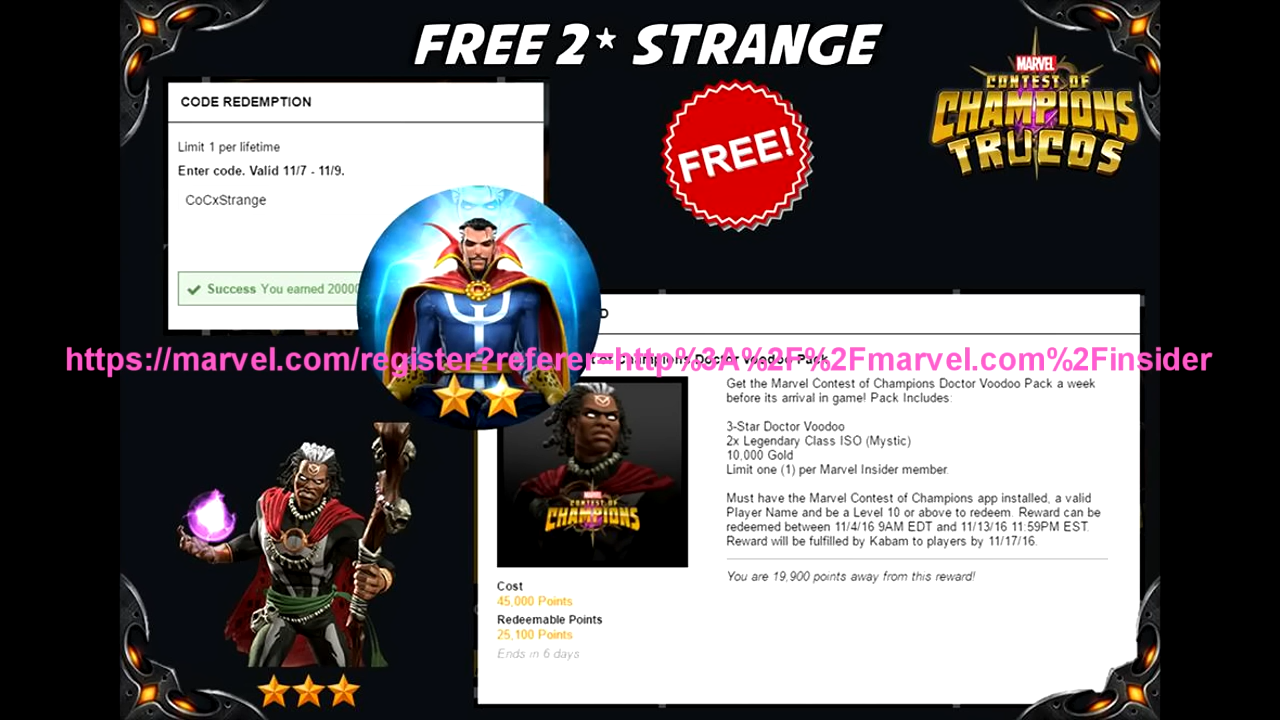 FREE 2* STRANGE
MARVEL
CONTEST OF
CHAMPIONS
TRUCOS
CODE REDEMPTION
Limit 1 per lifetime
Enter code. Valid 11/7 - 11/9.
CoCxStrange
Success You earned 20000
FREE!
https://marvel.com/register?referer=http%3A%2F%2Fmarvel.com%2Finsider
Champions Doctor Voodoo Pack
Get the Marvel Contest of Champions Doctor Voodoo Pack a week
before its arrival in game! Pack Includes:
3-Star Doctor Voodoo
2x Legendary Class ISO (Mystic)
10,000 Gold
Limit one (1) per Marvel Insider member.
Must have the Marvel Contest of Champions app installed, a valid
Player Name and be a Level 10 or above to redeem. Reward can be
redeemed between 11/4/16 9AM EDT and 11/13/16 11:59PM EST.
Reward will be fulfilled by Kabam to players by 11/17/16.
You are 19,900 points away from this reward!
MARVEL
CONTEST OF
CHAMPIONS
Cost
45,000 Points
Redeemable Points
25,100 Points
Ends in 6 days